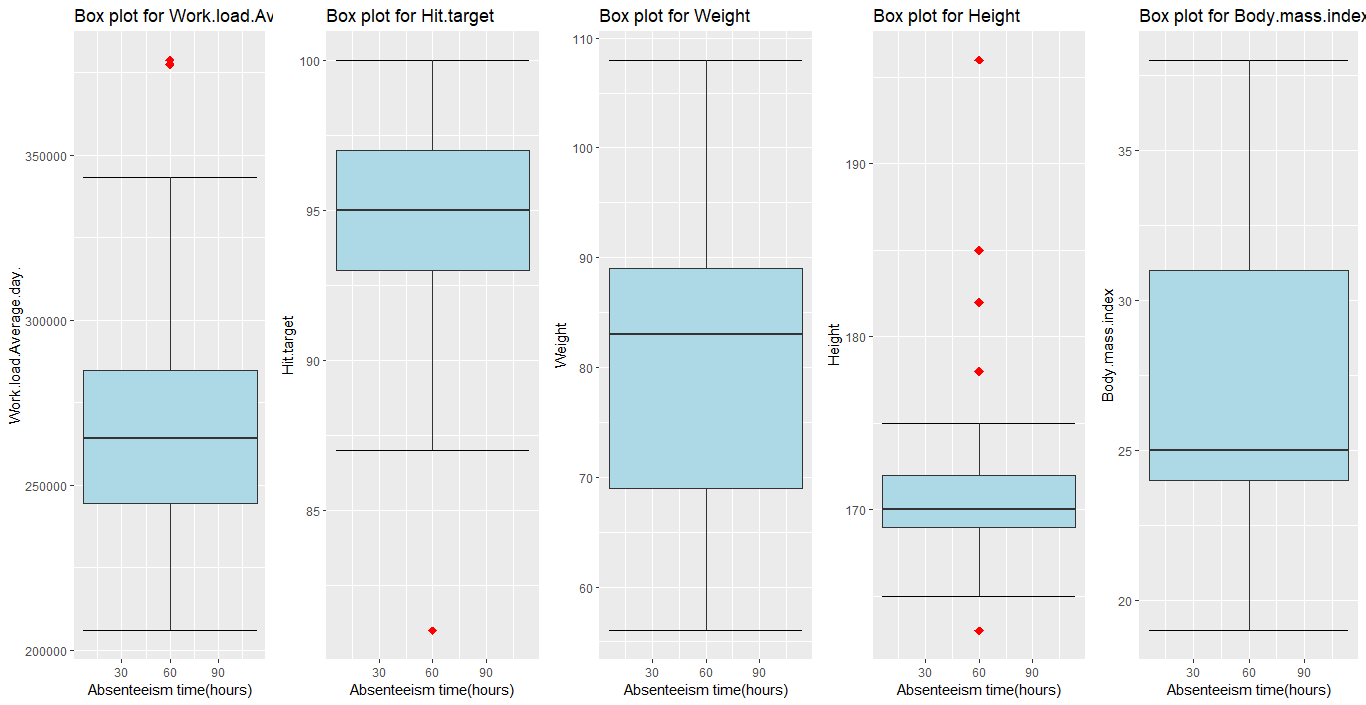 Box plot for Work.load.Av
Work.load.Average.day.
350000
300000
250000
200000
30 60 90
Absenteeism time(hours)
Box plot for Hit.target
Hit.target
100
95
90
85
30 60 90
Absenteeism time(hours)
Box plot for Weight
Weight
110
100
90
80
70
60
30 60 90
Absenteeism time(hours)
Box plot for Height
Height
190
180
170
30 60 90
Absenteeism time(hours)
Box plot for Body.mass.index
Body.mass.index
35
30
25
20
30 60 90
Absenteeism time(hours)